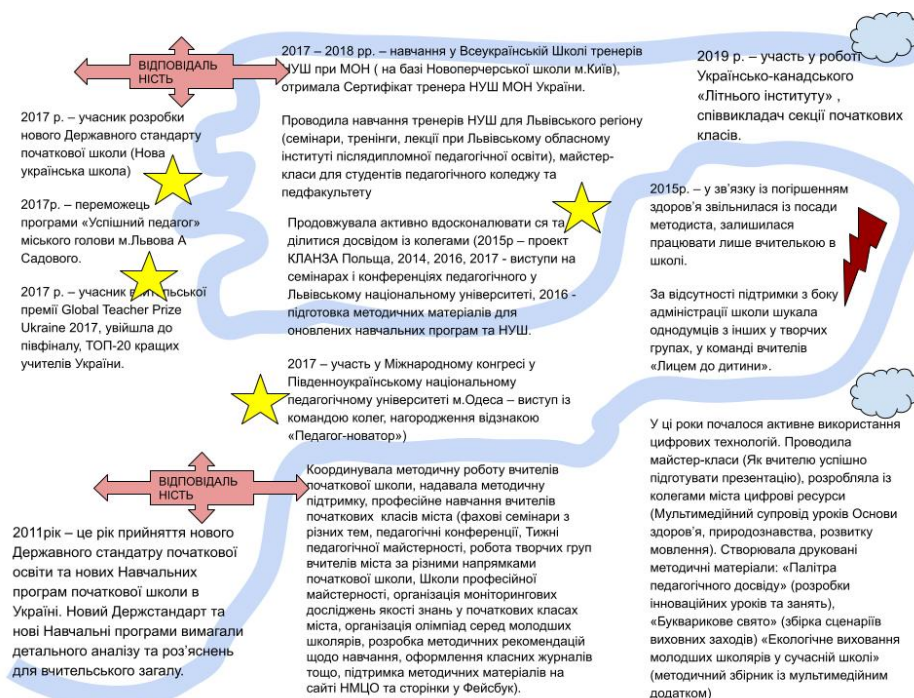 ВІДПОВІДАЛЬ
НІСТЬ
2017 р. – учасник розробки
нового Державного стандарту
початкової школи (Нова
українська школа)
2017р. – переможець
програми «Успішний педагог»
міського голови м.Львова А
Садового.
2017 р. – учасник вчительської
премії Global Teacher Prize
Ukraine 2017, увійшла до
півфіналу, ТОП-20 кращих
учителів України.
2017 – 2018 рр. – навчання у Всеукраїнській Школі тренерів
НУШ при МОН ( на базі Новоперчерської школи м.Київ),
отримала Сертифікат тренера НУШ МОН України.
Проводила навчання тренерів НУШ для Львівського регіону
(семінари, тренінги, лекції при Львівському обласному
інституті післядипломної педагогічної освіти), майстер-
класи для студентів педагогічного коледжу та
педфакультету
Продовжувала активно вдосконалювати ся та
ділитися досвідом із колегами (2015р – проект
КЛАНЗА Польща, 2014, 2016, 2017 - виступи на
семінарах і конференціях педагогічного у
Львівському національному університеті, 2016 -
підготовка методичних матеріалів для
оновлених навчальних програм та НУШ.
2017 – участь у Міжнародному конгресі у
Південноукраїнському національному
педагогічному університеті м.Одеса – виступ із
командою колег, нагородження відзнакою
«Педагог-новатор»)
2019 р. – участь у роботі
Українсько-канадського
«Літнього інституту» ,
співвикладач секції початкових
класів.
2015р. – у зв’язку із погіршенням
здоров’я звільнилася із посади
методиста, залишилася
працювати лише вчителькою в
школі.
За відсутності підтримки з боку
адміністрації школи шукала
однодумців з інших у творчих
групах, у команді вчителів
«Лицем до дитини».
ВІДПОВІДАЛЬ
НІСТЬ
2011рік – це рік прийняття нового
Державного стандатру початкової
освіти та нових Навчальних
програм початкової школи в
Україні. Новий Держстандарт та
нові Навчальні програми вимагали
детального аналізу та роз’яснень
для вчительського загалу.
Координувала методичну роботу вчителів
початкової школи, надавала методичну
підтримку, професійне навчання вчителів
початкових класів міста (фахові семінари з
різних тем, педагогічні конференції, Тижні
педагогічної майстерності, робота творчих груп
вчителів міста за різними напрямками
початкової школи, Школи професійної
майстерності, організація моніторингових
досліджень якості знань у початкових класах
міста, організація олімпіад серед молодших
школярів, розробка методичних рекомендацій
щодо навчання, оформлення класних журналів
тощо, підтримка методичних матеріалів на
сайті НМЦО та сторінки у Фейсбук).
У ці роки почалося активне використання
цифрових технологій. Проводила
майстер-класи (Як вчителю успішно
підготувати презентацію), розробляла із
колегами міста цифрові ресурси
(Мультимедійний супровід уроків Основи
здоров’я, природознавства, розвитку
мовлення). Створювала друковані
методичні матеріали: «Палітра
педагогічного досвіду» (розробки
інноваційних уроків та занять),
«Букварикове свято» (збірка сценаріїв
виховних заходів) «Екологічне виховання
молодших школярів у сучасній школі»
(методичний збірник із мультимедійним
додатком)